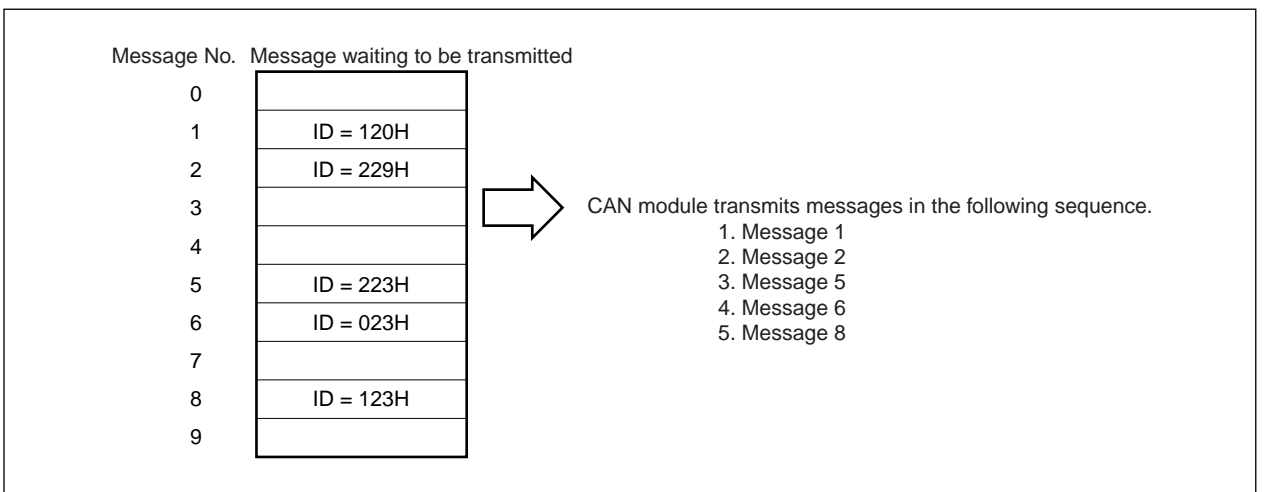 Message No. Message waiting to be transmitted
0
1 ID = 120H
2 ID = 229H
3
4
5 ID = 223H
6 ID = 023H
7
8 ID = 123H
9
CAN module transmits messages in the following sequence.
1. Message 1
2. Message 2
3. Message 5
4. Message 6
5. Message 8